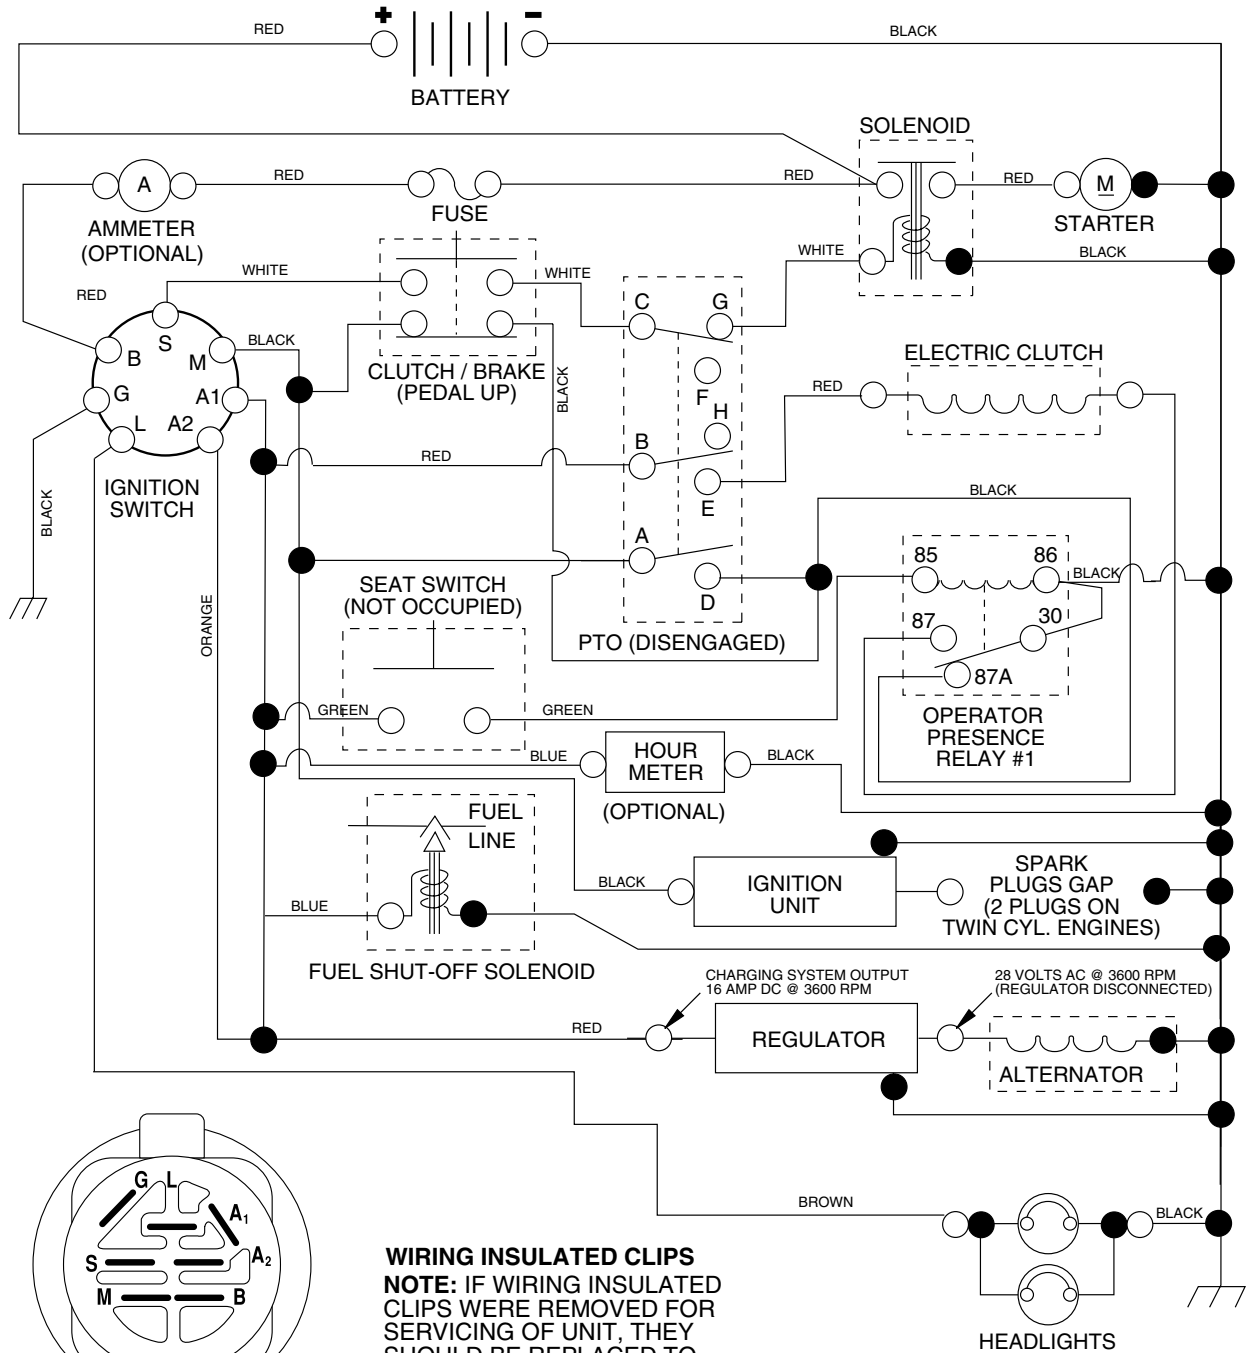 +
−
RED
BLACK
BATTERY
SOLENOID
A
RED
RED
RED
M
FUSE
STARTER
AMMETER
(OPTIONAL)
WHITE
BLACK
WHITE
WHITE
RED
C
G
S
BLACK
B
M
ELECTRIC CLUTCH
CLUTCH / BRAKE
(PEDAL UP)
BLACK
RED
F
G
A1
H
L
A2
B
RED
IGNITION
SWITCH
BLACK
BLACK
E
A
85
86
BLACK
SEAT SWITCH
(NOT OCCUPIED)
D
ORANGE
87
30
PTO (DISENGAGED)
87A
GREEN
GREEN
OPERATOR
PRESENCE
RELAY #1
BLUE
HOUR
METER
BLACK
(OPTIONAL)
FUEL
LINE
SPARK
PLUGS GAP
(2 PLUGS ON
TWIN CYL. ENGINES)
BLACK
IGNITION
UNIT
BLUE
FUEL SHUT-OFF SOLENOID
CHARGING SYSTEM OUTPUT
16 AMP DC @ 3600 RPM
28 VOLTS AC @ 3600 RPM
(REGULATOR DISCONNECTED)
RED
REGULATOR
ALTERNATOR
G
L
A1
BROWN
BLACK
S
A2
M
B
WIRING INSULATED CLIPS
NOTE: IF WIRING INSULATED
CLIPS WERE REMOVED FOR
SERVICING OF UNIT, THEY
SHOULD BE REPLACED TO
HEADLIGHTS